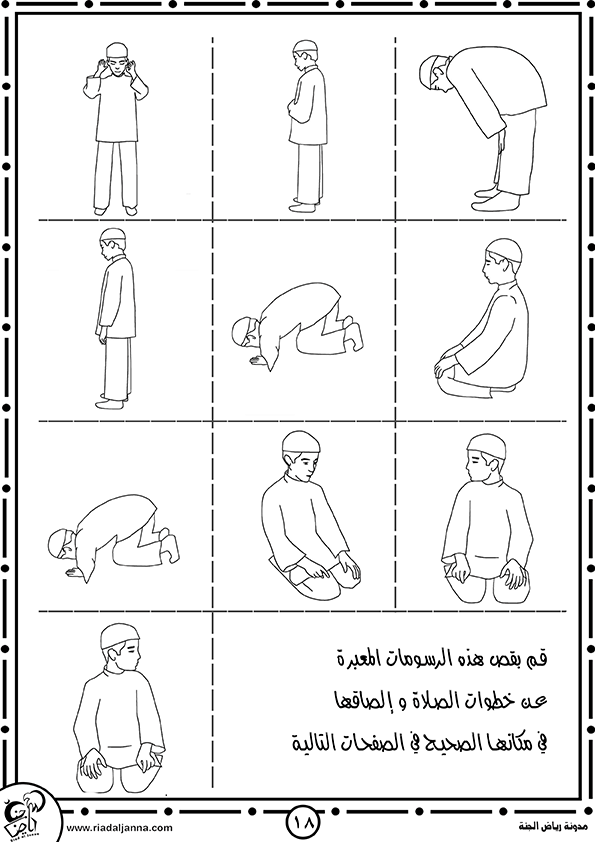 قم بقص هذه الرسومات المعبرة
عن خطوات الصلاة و إلصاقها
في مكانها الصحيح في الصفحات التالية
مدونة رياض الجنة
١٨
www.riadaljanna.com